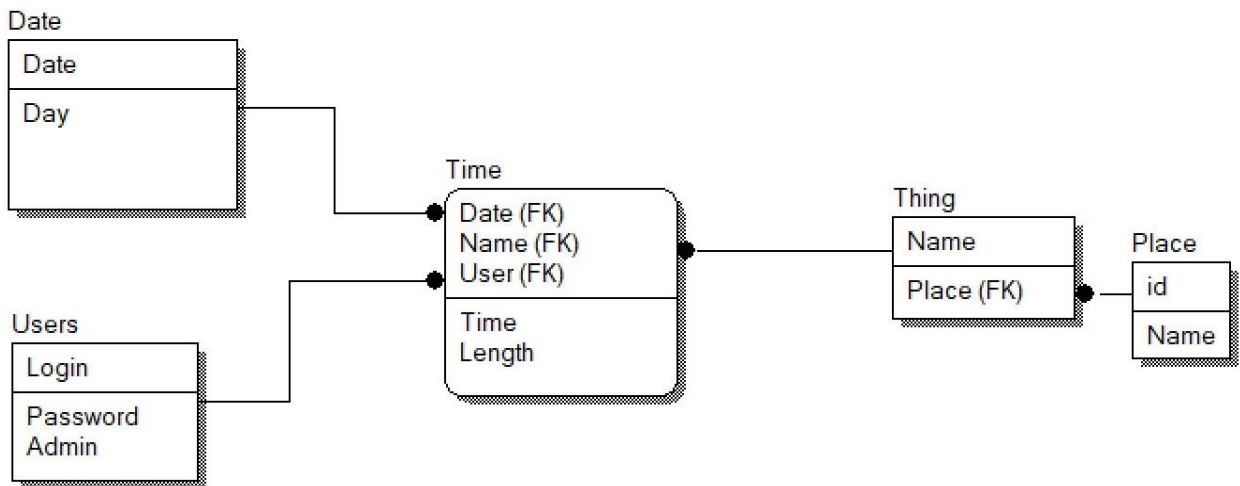 Date
Date
Day
Users
Login
Password
Admin
Time
Date (FK)
Name (FK)
User (FK)
Time
Length
Thing
Name
Place (FK)
Place
id
Name